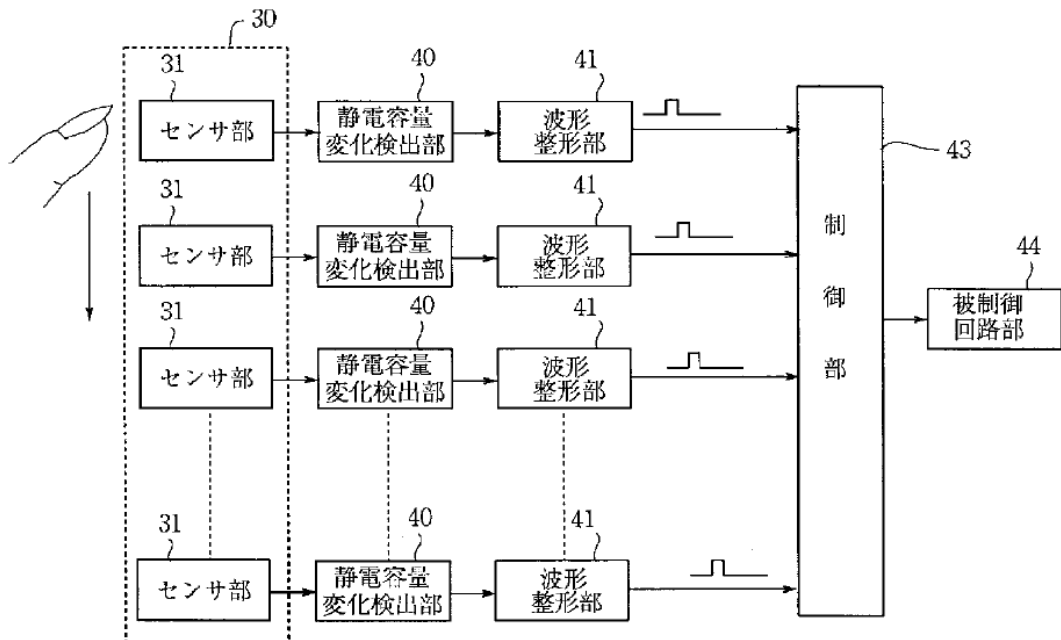 30
31
センサ部
40
静電容量
変化検出部
41
波形
整形部
31
センサ部
40
静電容量
変化検出部
41
波形
整形部
31
センサ部
40
静電容量
変化検出部
41
波形
整形部
31
センサ部
40
静電容量
変化検出部
41
波形
整形部
制御部
43
44
被制御
回路部